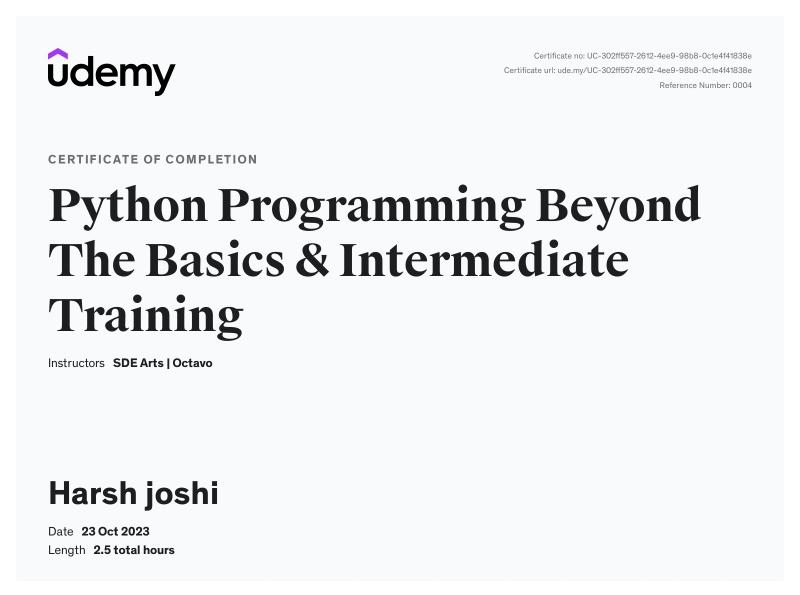 udemy
Certificate no: UC-302ff557-2612-4ee9-98b8-0c1e4f41838e
Certificate url: ude.my/UC-302ff557-2612-4ee9-98b8-0c1e4f41838e
Reference Number: 0004
CERTIFICATE OF COMPLETION
Python Programming Beyond
The Basics & Intermediate
Training
Instructors SDE Arts | Octavo
Harsh joshi
Date 23 Oct 2023
Length 2.5 total hours